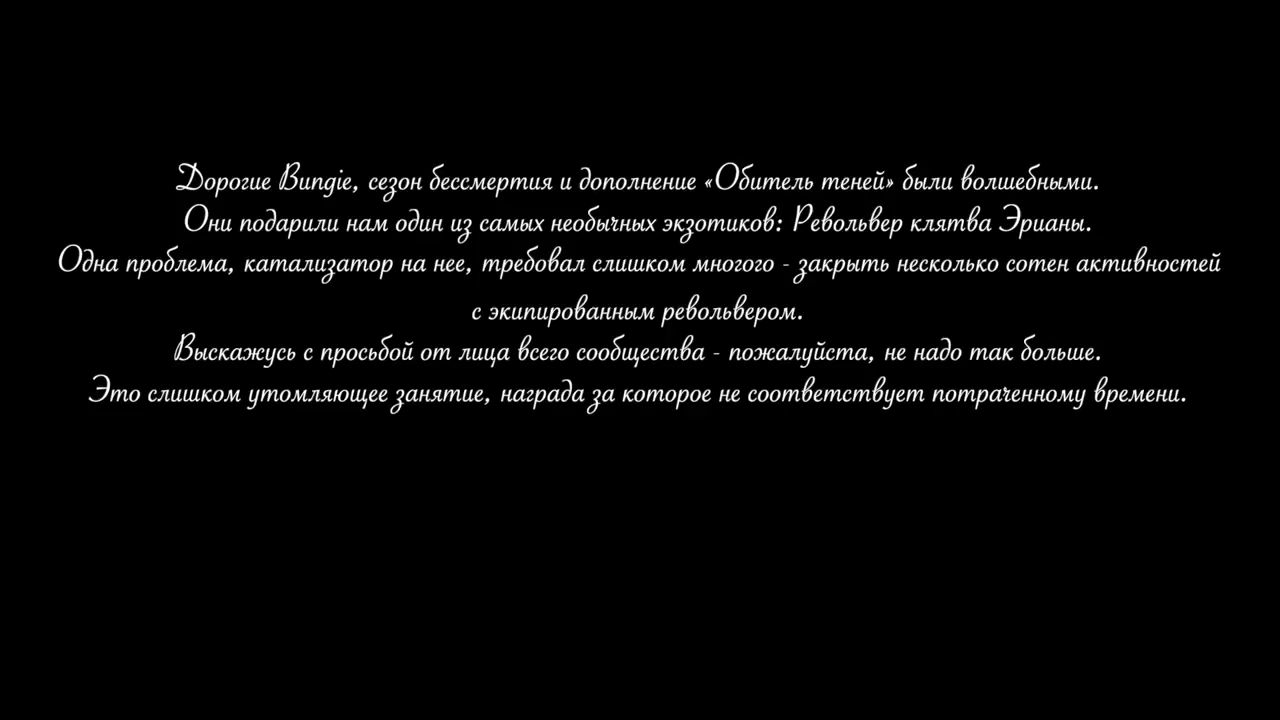 Дорогие Bungie, сезон бессмертия и дополнение «Обитель теней» были волшебными.
Они подарили нам один из самых необычных экзотиков: Револьвер клятва Эрианы.
Одна проблема, катализатор на нее, требовал слишком многого - закрыть несколько сотен активностей
с экипированным револьвером.
Выскажусь с просьбой от лица всего сообщества - пожалуйста, не надо так больше.
Это слишком утомляющее занятие, награда за которое не соответствует потраченному времени.